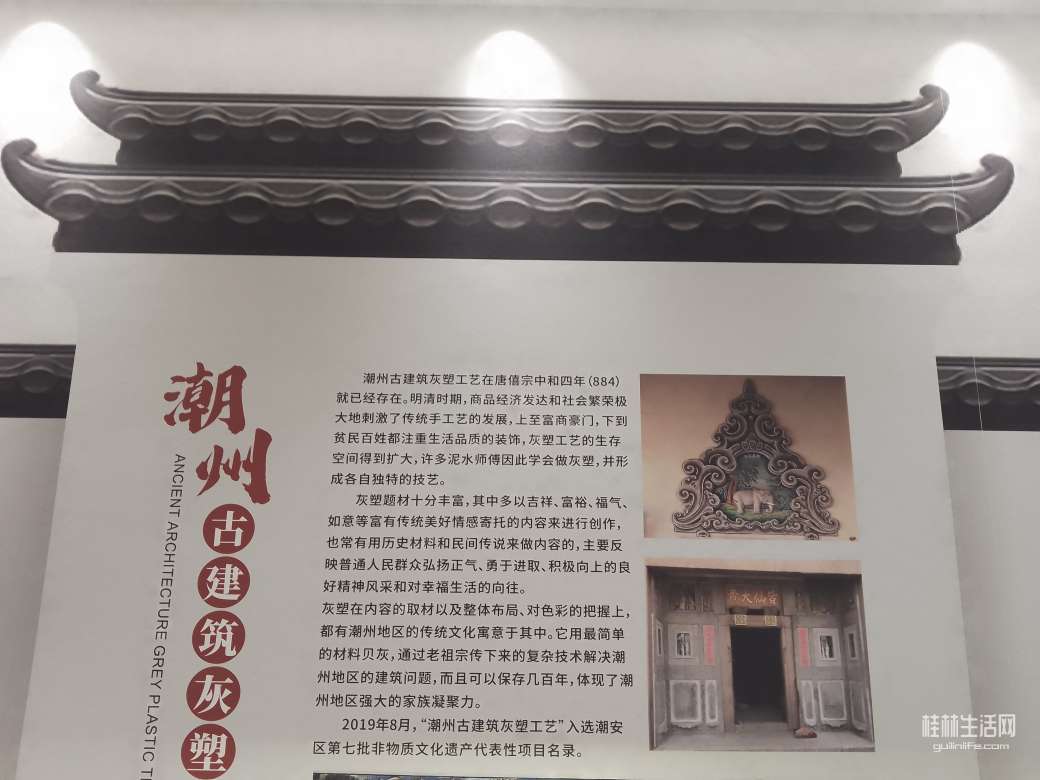 潮州
古建筑灰塑
ANCIENT ARCHITECTURE GREY PLASTIC
潮州古建筑灰塑工艺在唐僖宗中和四年(884)
就已经存在。明清时期,商品经济发达和社会繁荣极
大地刺激了传统手工艺的发展,上至富商豪门,下到
贫民百姓都注重生活品质的装饰,灰塑工艺的生存
空间得到扩大,许多泥水师傅因此学会做灰塑,并形
成各自独特的技艺。
灰塑题材十分丰富,其中多以吉祥、富裕、福气、
如意等富有传统美好情感寄托的内容来进行创作,
也常有用历史材料和民间传说来做内容的,主要反
映普通人民群众弘扬正气、勇于进取、积极向上的良
好精神风采和对幸福生活的向往。
灰塑在内容的取材以及整体布局、对色彩的把握上,
都有潮州地区的传统文化寓意于其中。它用最简单
的材料贝灰,通过老祖宗传下来的复杂技术解决潮
州地区的建筑问题,而且可以保存几百年,体现了潮
州地区强大的家族凝聚力。
2019年8月,“潮州古建筑灰塑工艺”入选潮安
区第七批非物质文化遗产代表性项目名录。
桂林生活网
guilinlife.com